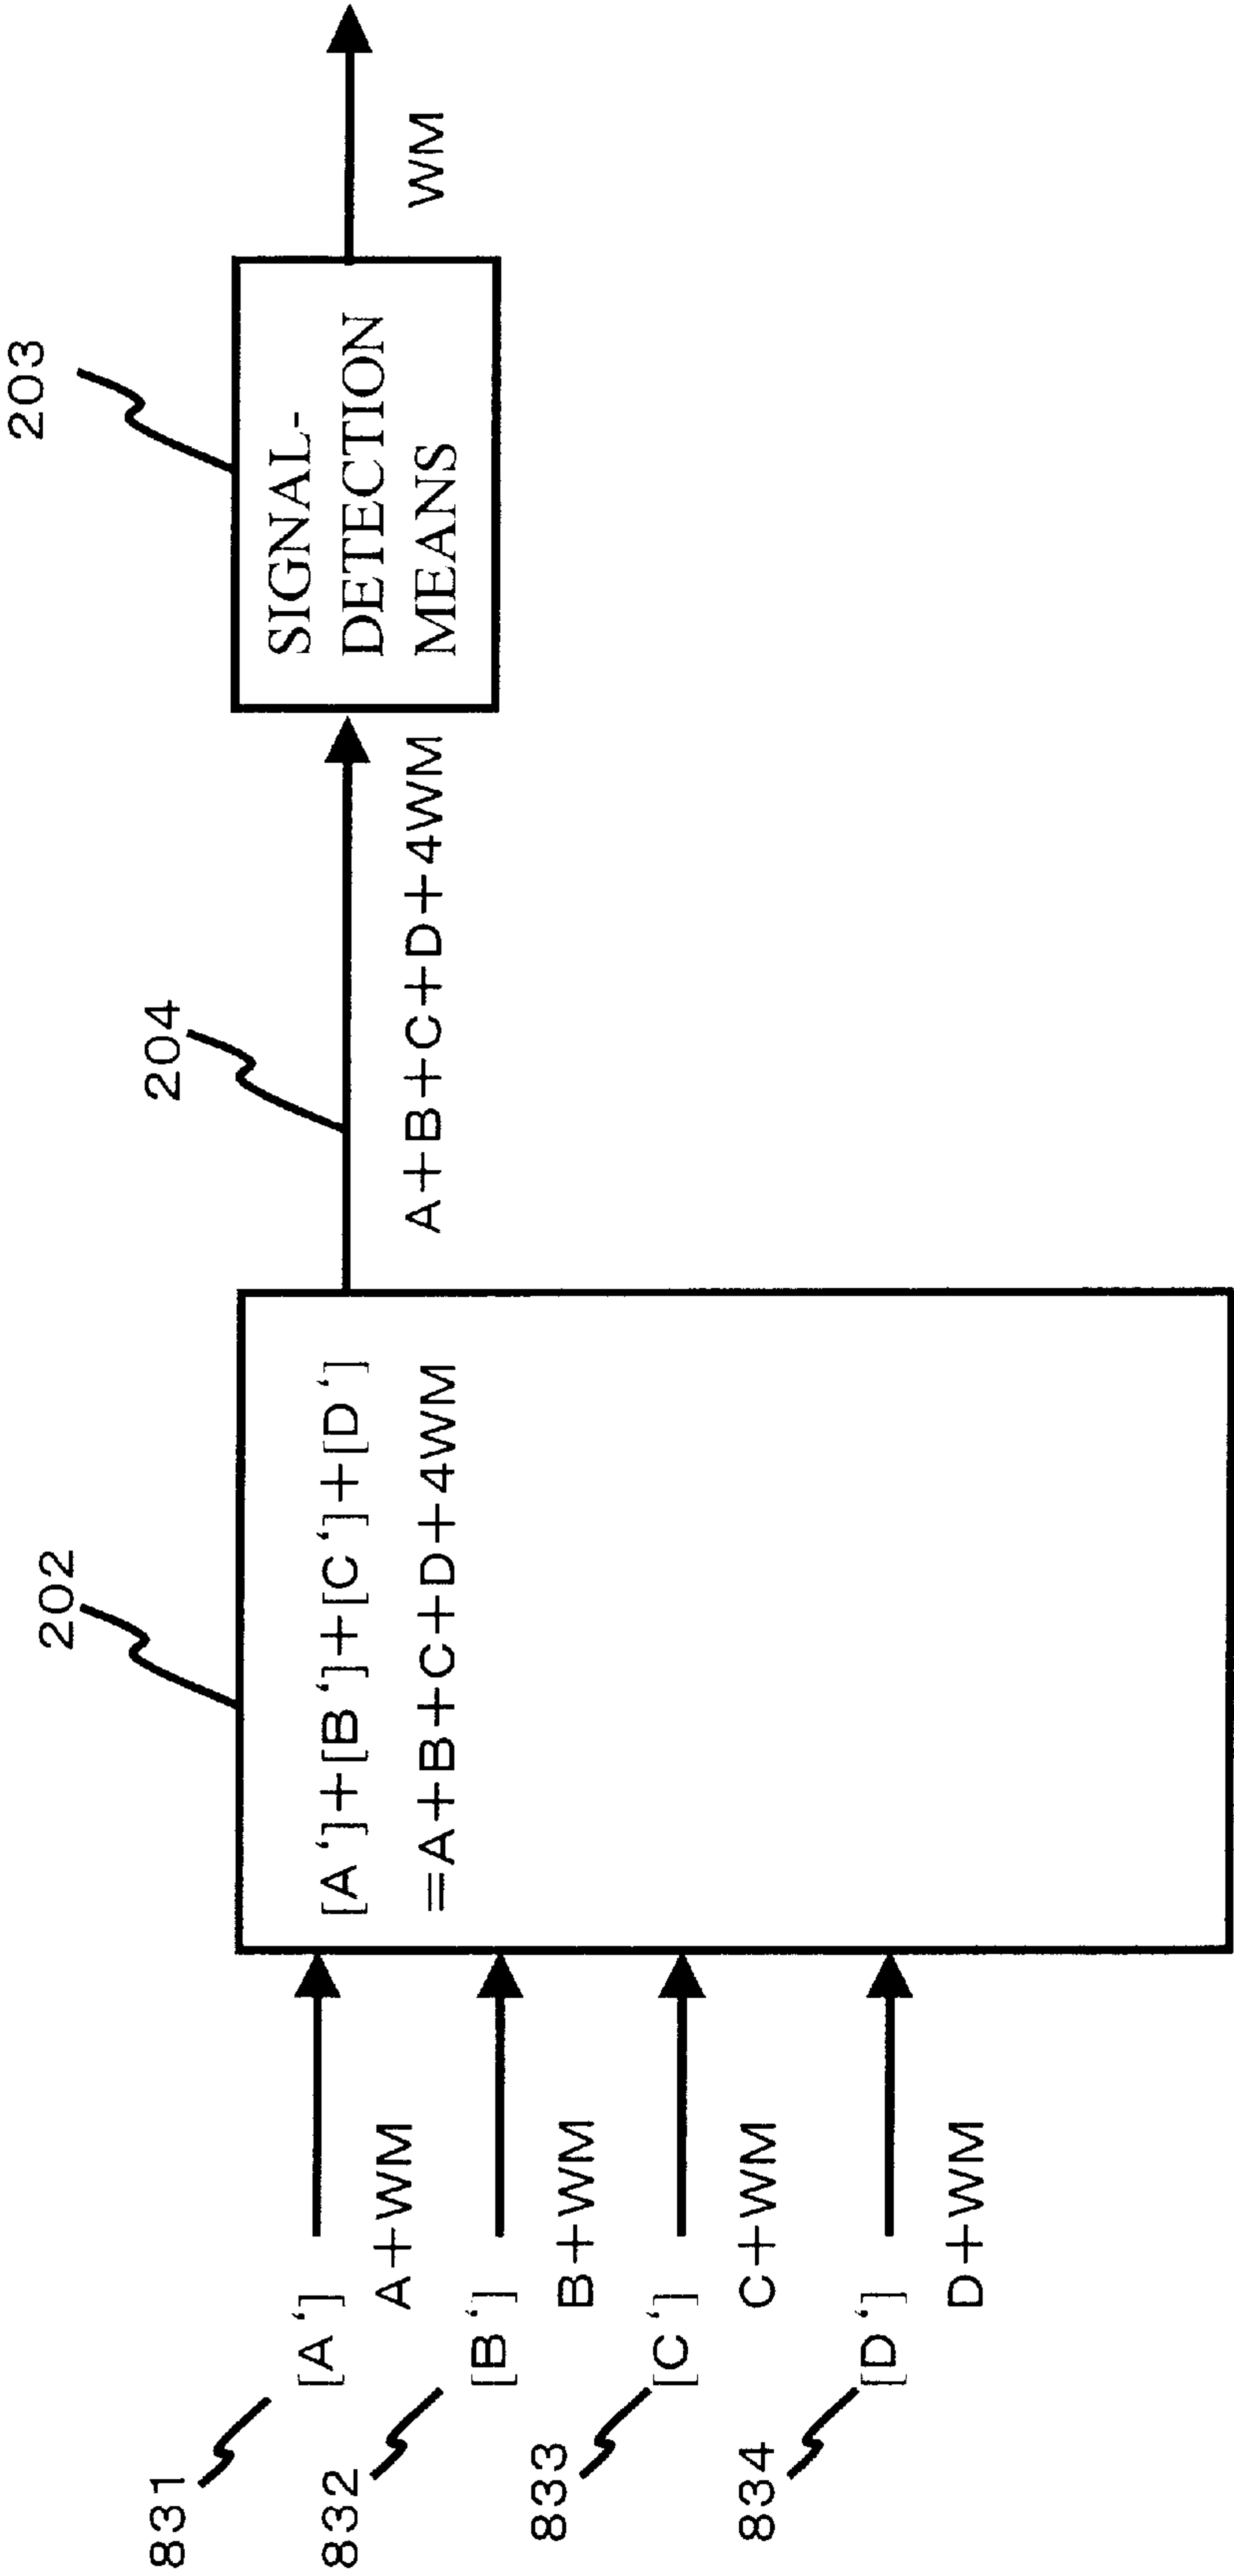 831
[A‘]
A+WM
832
[B‘]
B+WM
833
[C‘]
C+WM
834
[D‘]
D+WM
202
[A‘]+[B‘]+[C‘]+[D‘]
=A+B+C+D+4WM
204
A+B+C+D+4WM
203
SIGNAL-
DETECTION
MEANS
WM